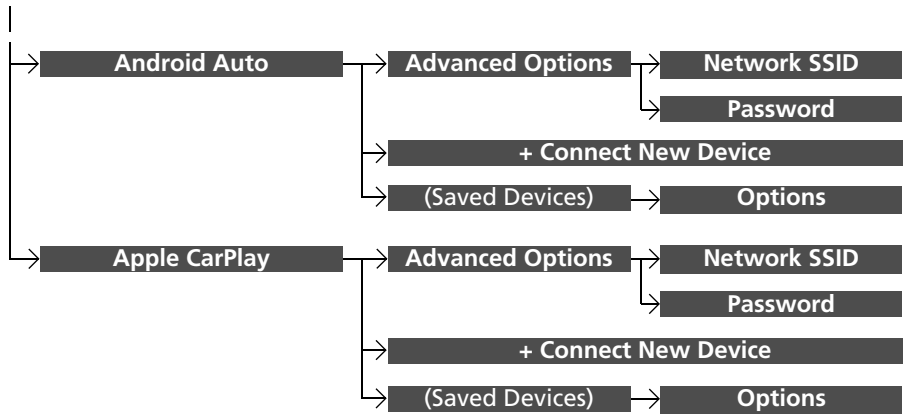 Android Auto Advanced Options Network SSID
Password
+ Connect New Device
(Saved Devices) Options
Apple CarPlay Advanced Options Network SSID
Password
+ Connect New Device
(Saved Devices) Options